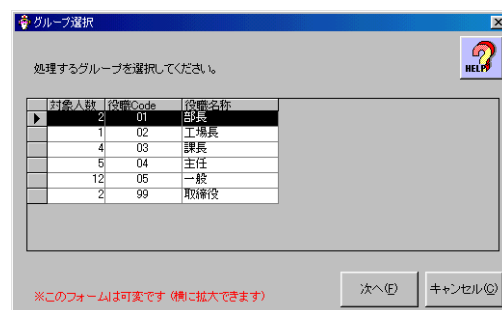 グループ選択
処理するグループを選択してください。
HELP
対象人数 役職Code 役職名称
2 01 部長
1 02 工場長
4 03 課長
5 04 主任
12 05 一般
2 99 取締役
※このフォームは可変です (横に拡大できます)
次へ(F) キャンセル(C)